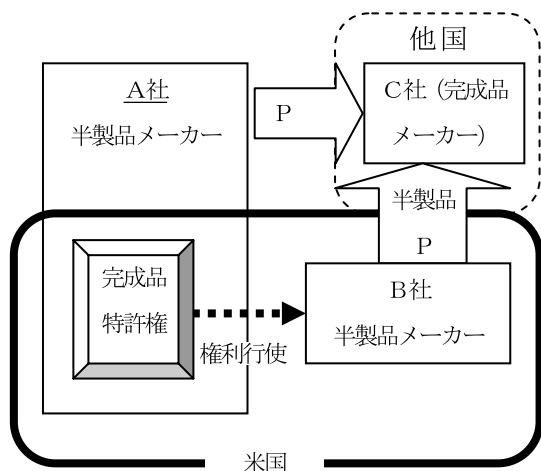 他国
A社
半製品メーカー
P
C社（完成品
メーカー）
半製品
P
完成品
特許権
権利行使
B社
半製品メーカー
米国